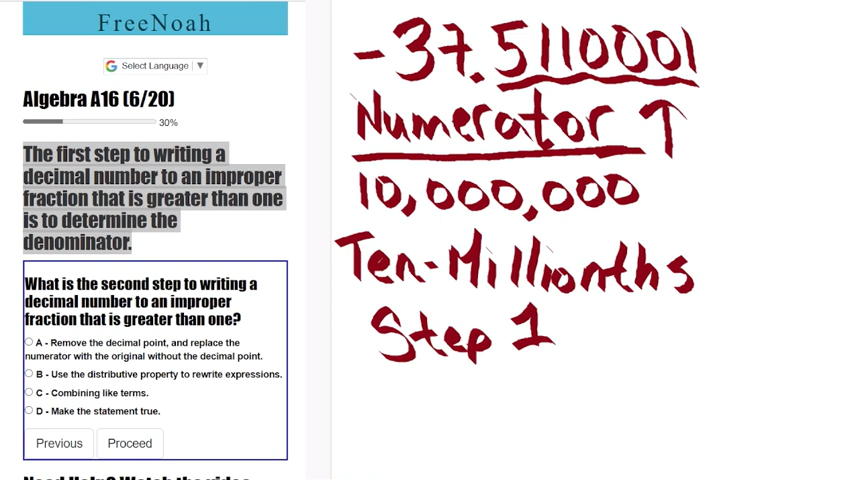 FreeNoah
Select Language ▼
Algebra A16 (6/20)
30%
The first step to writing a
decimal number to an improper
fraction that is greater than one
is to determine the
denominator.
What is the second step to writing a
decimal number to an improper
fraction that is greater than one?
A - Remove the decimal point, and replace the
numerator with the original without the decimal point.
B - Use the distributive property to rewrite expressions.
C - Combining like terms.
D - Make the statement true.
Previous Proceed
-37.5110001
Numerator ↑
10,000,000
Ten-Millionths
Step 1